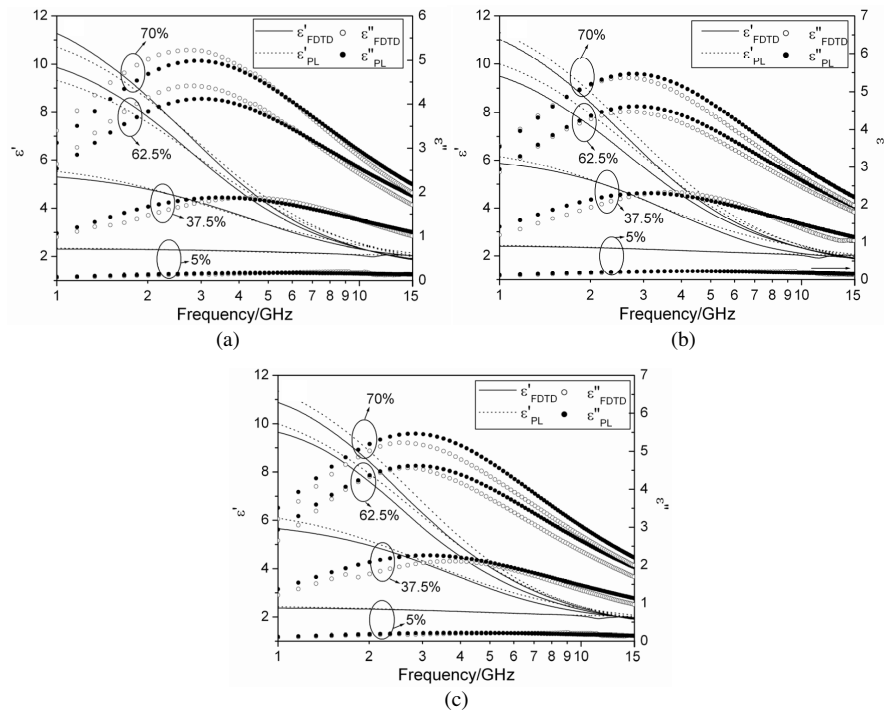 12 10 8 6 4 2
ε'
6 5 4 3 2 1 0
ε''
ε'FDTD ε''FDTD
ε'PL ε''PL
70%
62.5%
37.5%
5%
1 2 3 4 5 6 7 8 9 10 15
Frequency/GHz
(a)
12 10 8 6 4 2
ε'
7 6 5 4 3 2 1 0
ε
ε'FDTD ε''FDTD
ε'PL ε''PL
70%
62.5%
37.5%
5%
1 2 3 4 5 6 7 8 9 10 15
Frequency/GHz
(b)
12 10 8 6 4 2
ε'
7 6 5 4 3 2 1 0
ε''
ε'FDTD ε''FDTD
ε'PL ε''PL
70%
62.5%
37.5%
5%
1 2 3 4 5 6 7 8 9 10 15
Frequency/GHz
(c)